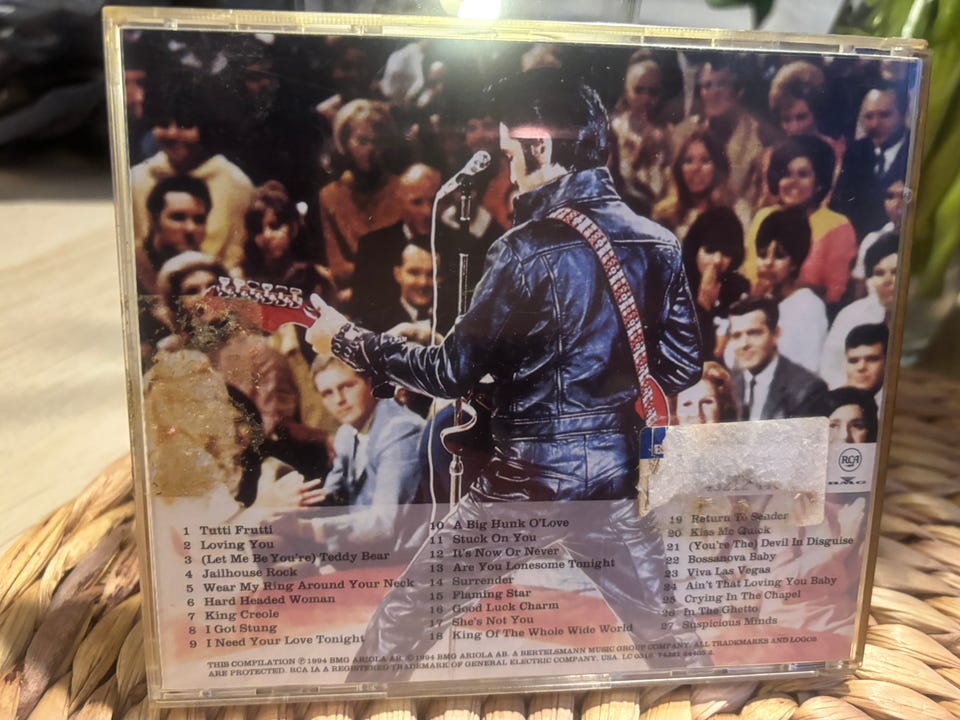 RCA
BMG
1 Tutti Frutti
2 Loving You
3 (Let Me Be You're) Teddy Bear
4 Jailhouse Rock
5 Wear My Ring Around Your Neck
6 Hard Headed Woman
7 King Creole
8 I Got Stung
9 I Need Your Love Tonight
10 A Big Hunk O'Love
11 Stuck On You
12 It's Now Or Never
13 Are You Lonesome Tonight
14 Surrender
15 Flaming Star
16 Good Luck Charm
17 She's Not You
18 King Of The Whole Wide World
19 Return To Sender
20 Kiss Me Quick
21 (You're The) Devil In Disguise
22 Bossanova Baby
23 Viva Las Vegas
24 Ain't That Loving You Baby
25 Crying In The Chapel
26 In The Ghetto
27 Suspicious Minds
THIS COMPILATION ℗ 1994 BMG ARIOLA AB. © 1994 BMG ARIOLA AB. A BERTELSMANN MUSIC GROUP COMPANY. ALL TRADEMARKS AND LOGOS
ARE PROTECTED. RCA IA A REGISTERED TRADEMARK OF GENERAL ELECTRIC COMPANY, USA. LC 0316.